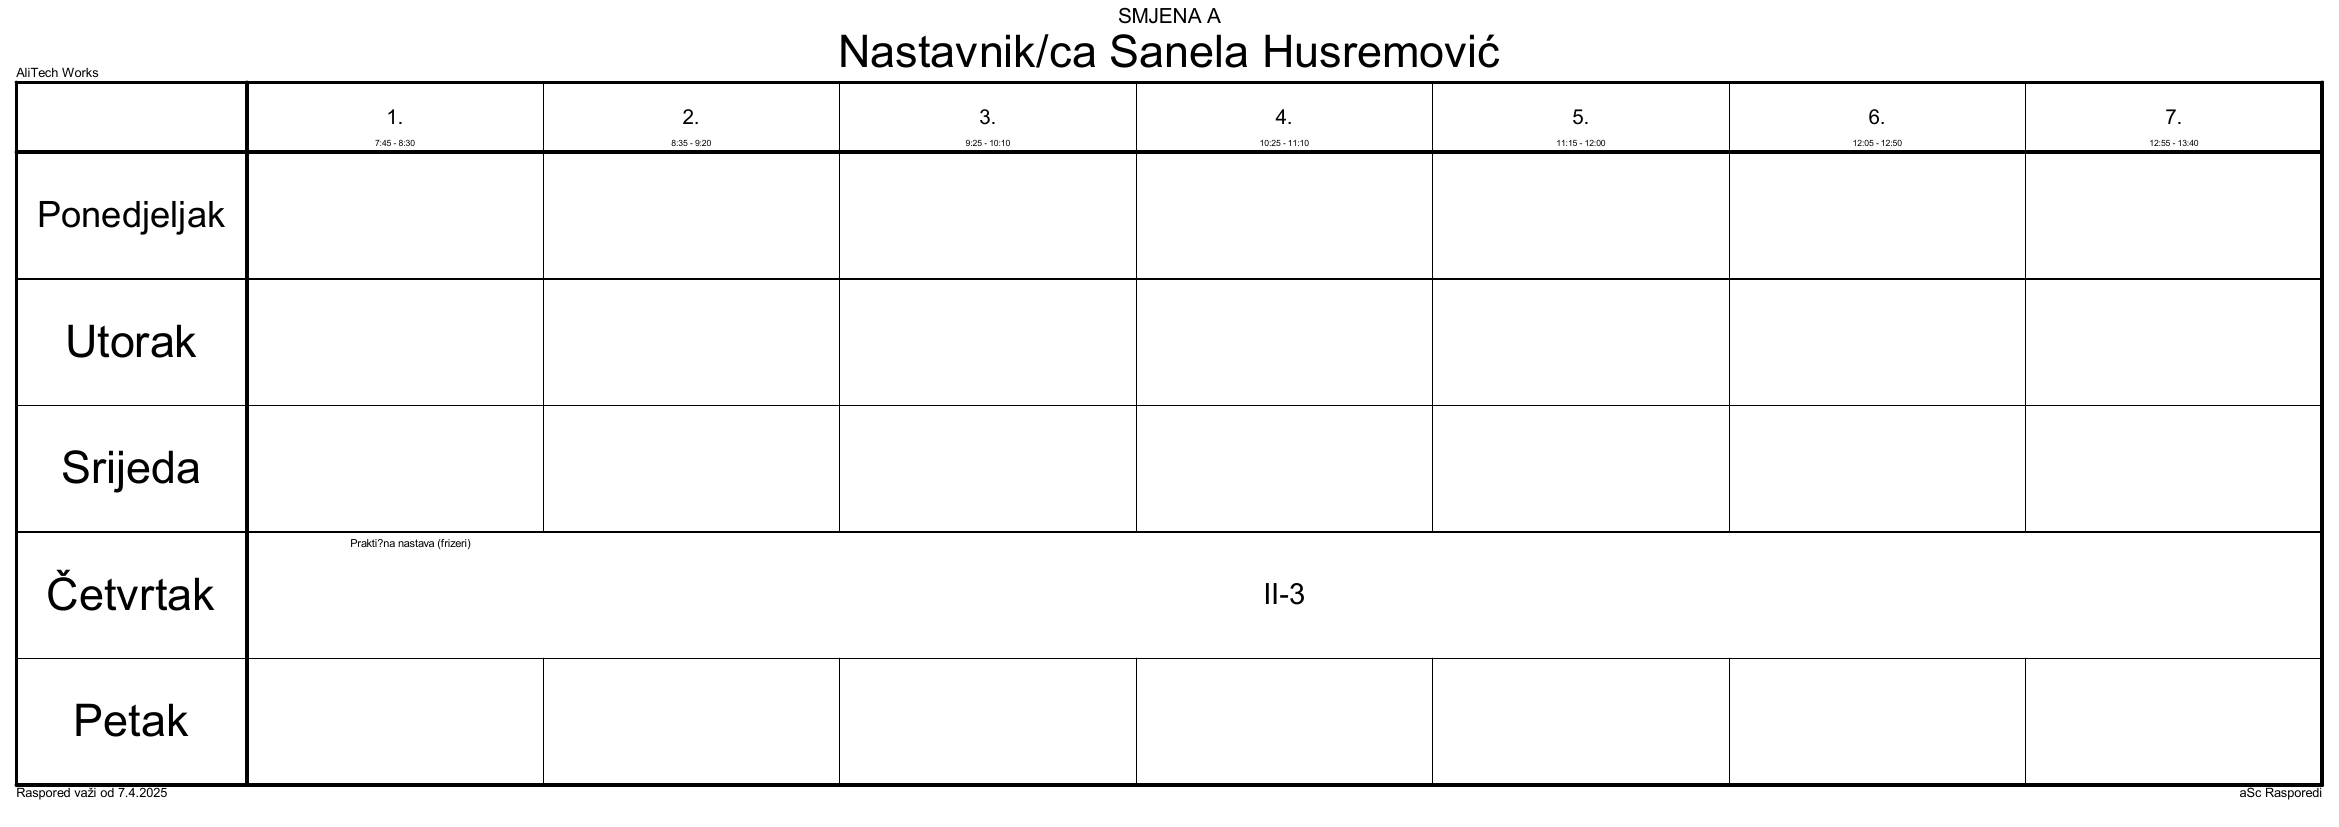 SMJENA A
Nastavnik/ca Sanela Husremović
AliTech Works
1. 2. 3. 4. 5. 6. 7.
7:45 - 8:30 8:35 - 9:20 9:25 - 10:10 10:25 - 11:10 11:15 - 12:00 12:05 - 12:50 12:55 - 13:40
Ponedjeljak
Utorak
Srijeda
Prakti?na nastava (frizeri)
Četvrtak II-3
Petak
Raspored važi od 7.4.2025 aSc Rasporedi